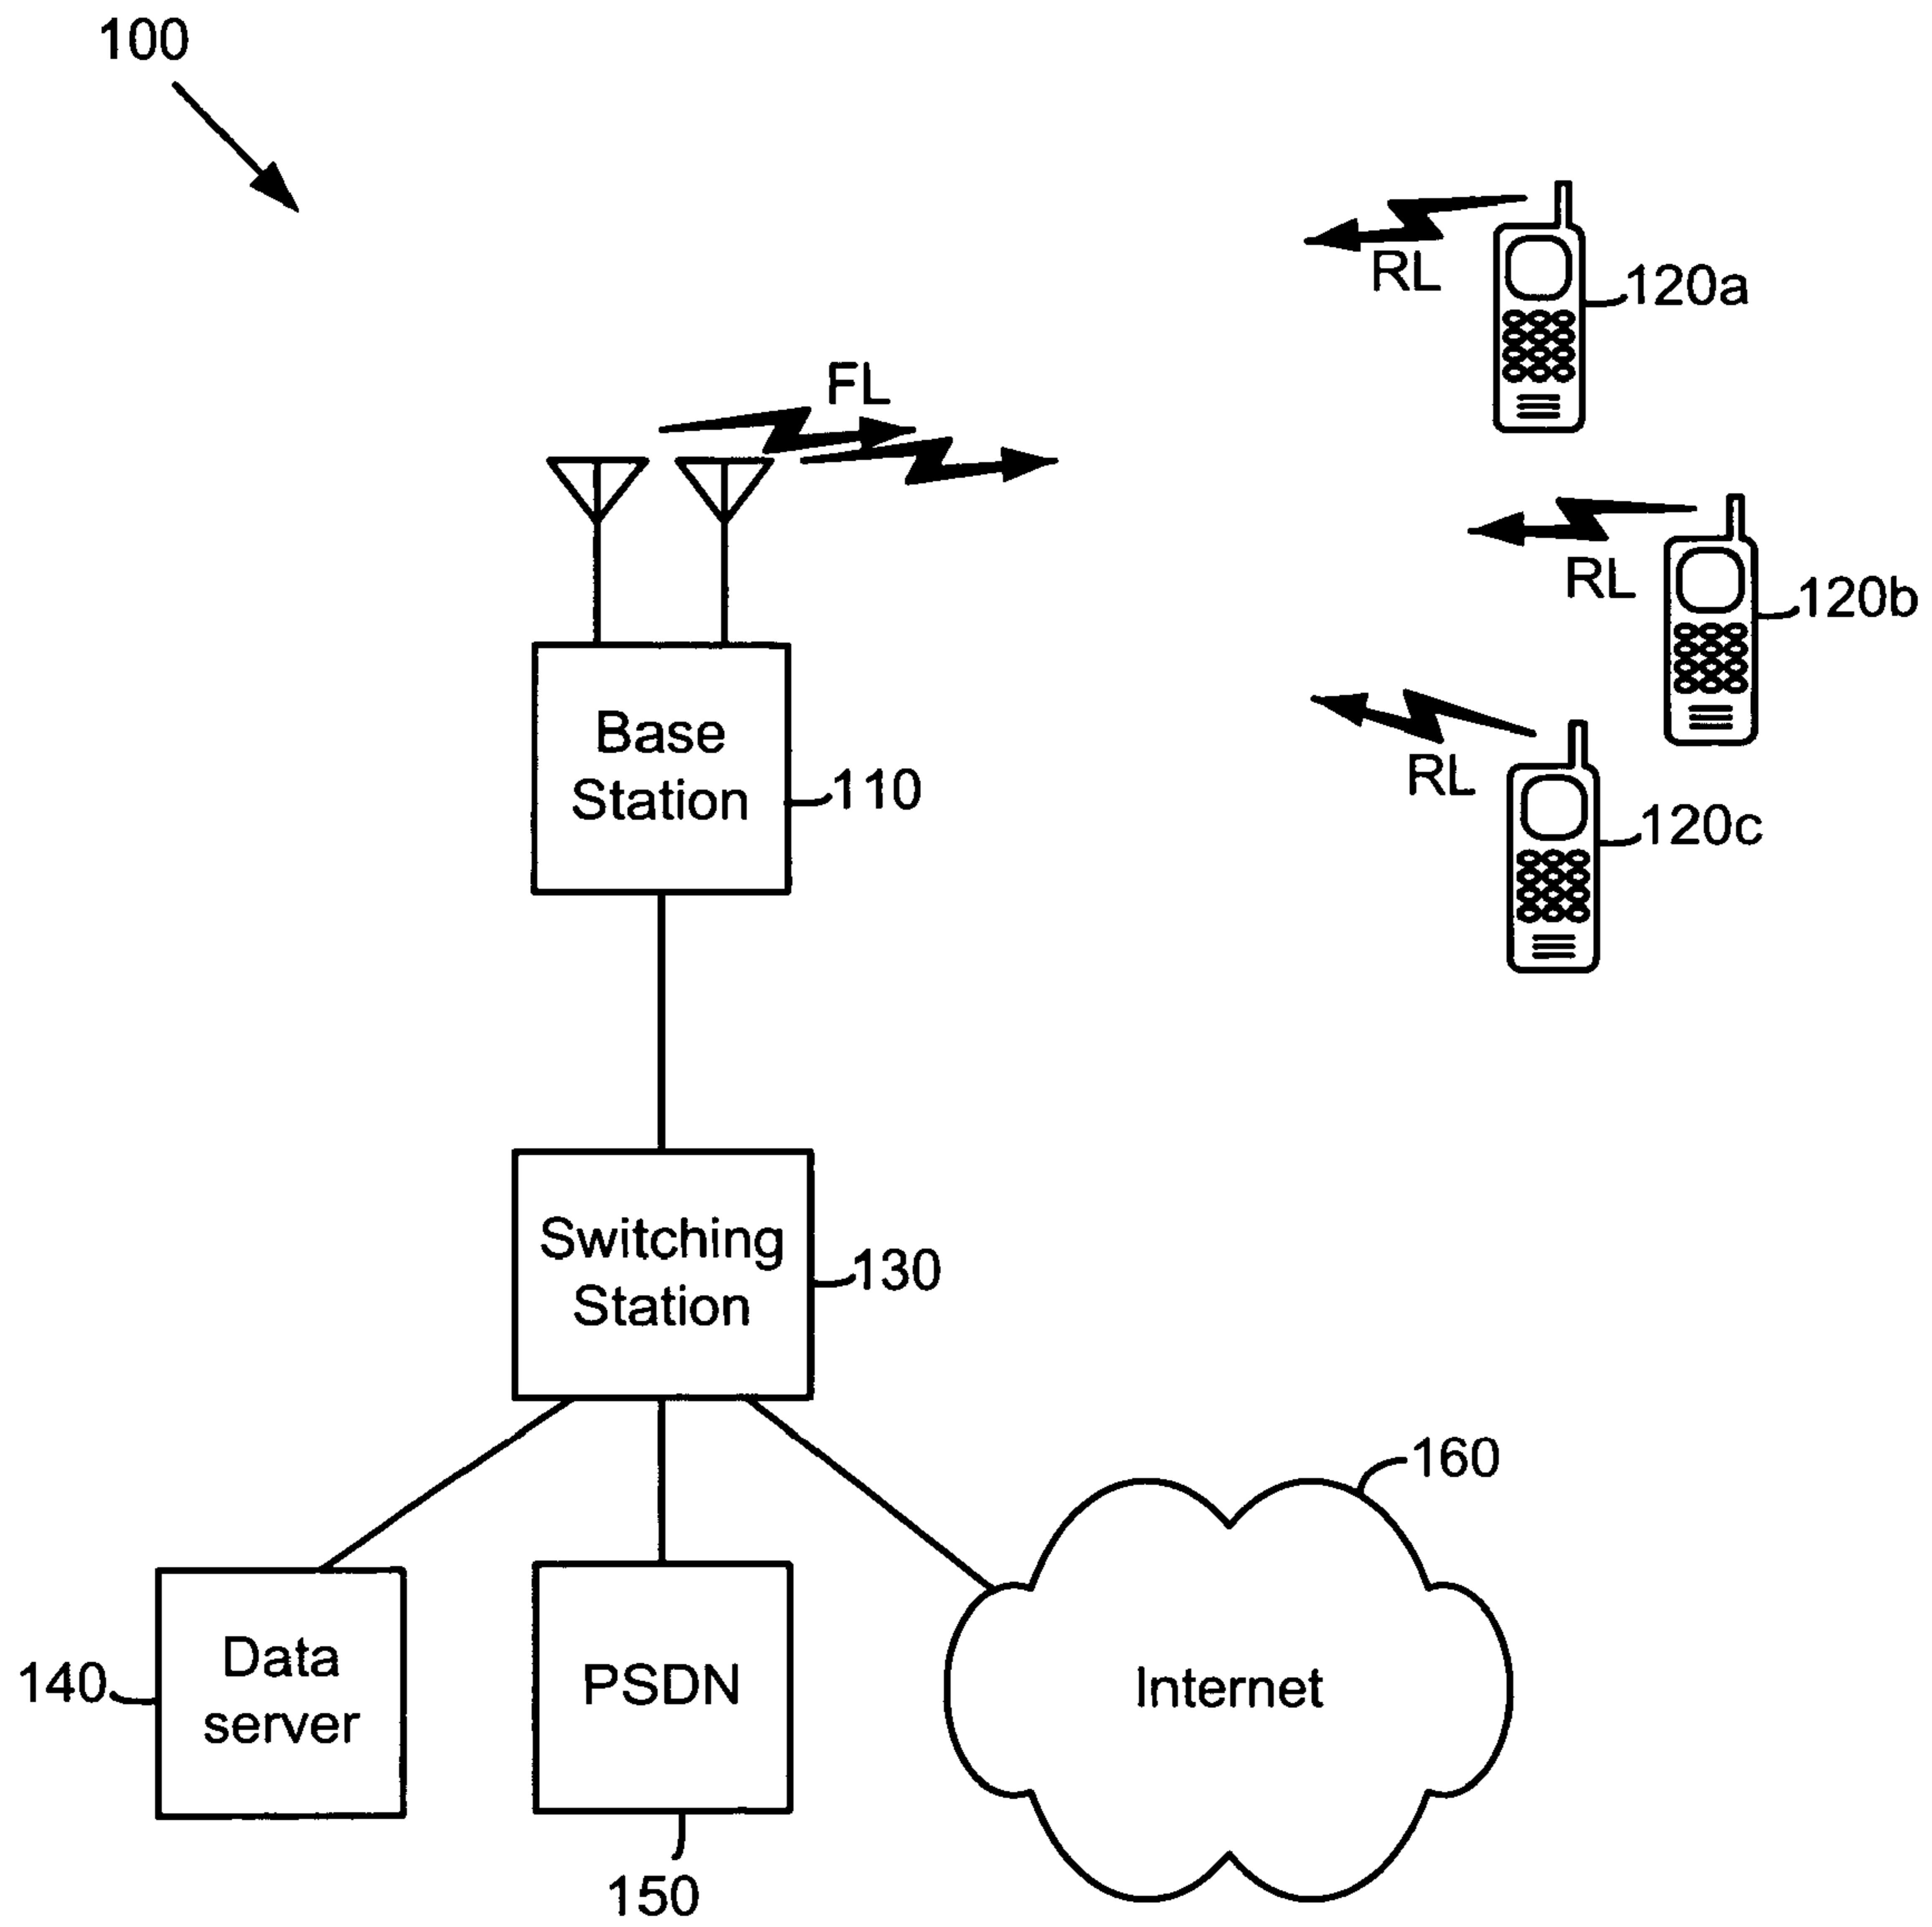 100
RL
120a
FL
RL
120b
Base
Station
110
RL
120c
Switching
Station
130
160
Data
server
140
PSDN
Internet
150